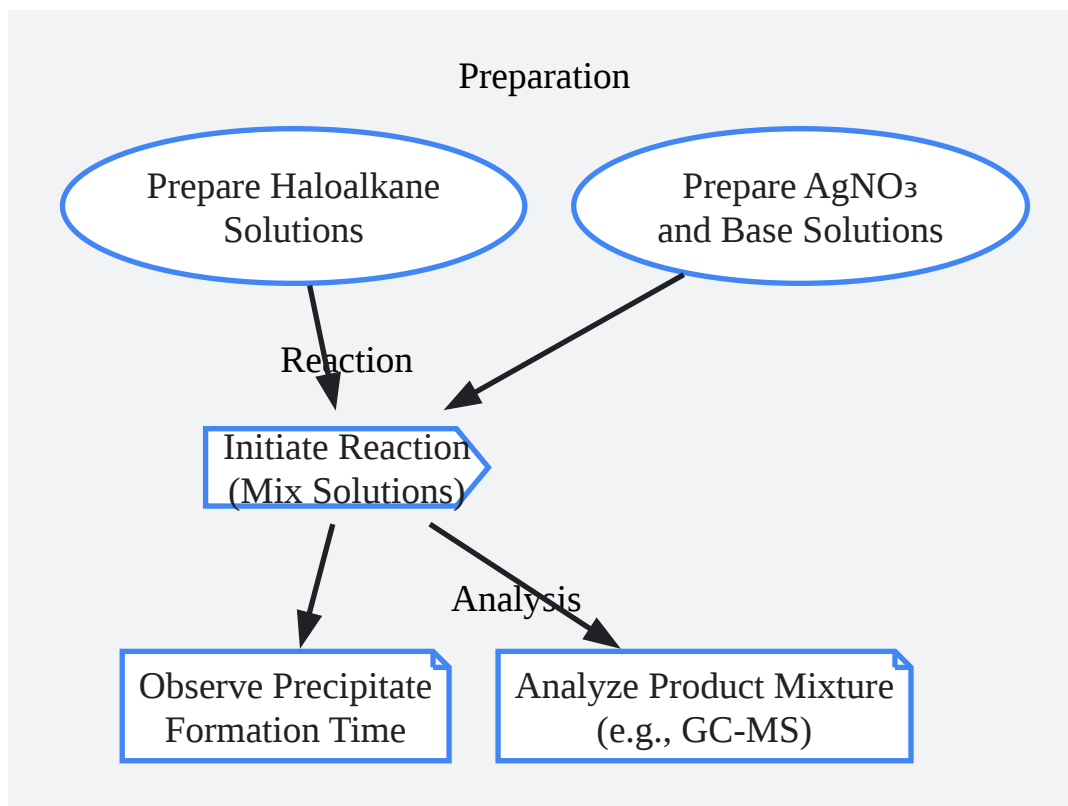 Preparation
Prepare Haloalkane
Solutions
Prepare AgNO₃
and Base Solutions
Reaction
Initiate Reaction
(Mix Solutions)
Analysis
Observe Precipitate
Formation Time
Analyze Product Mixture
(e.g., GC-MS)